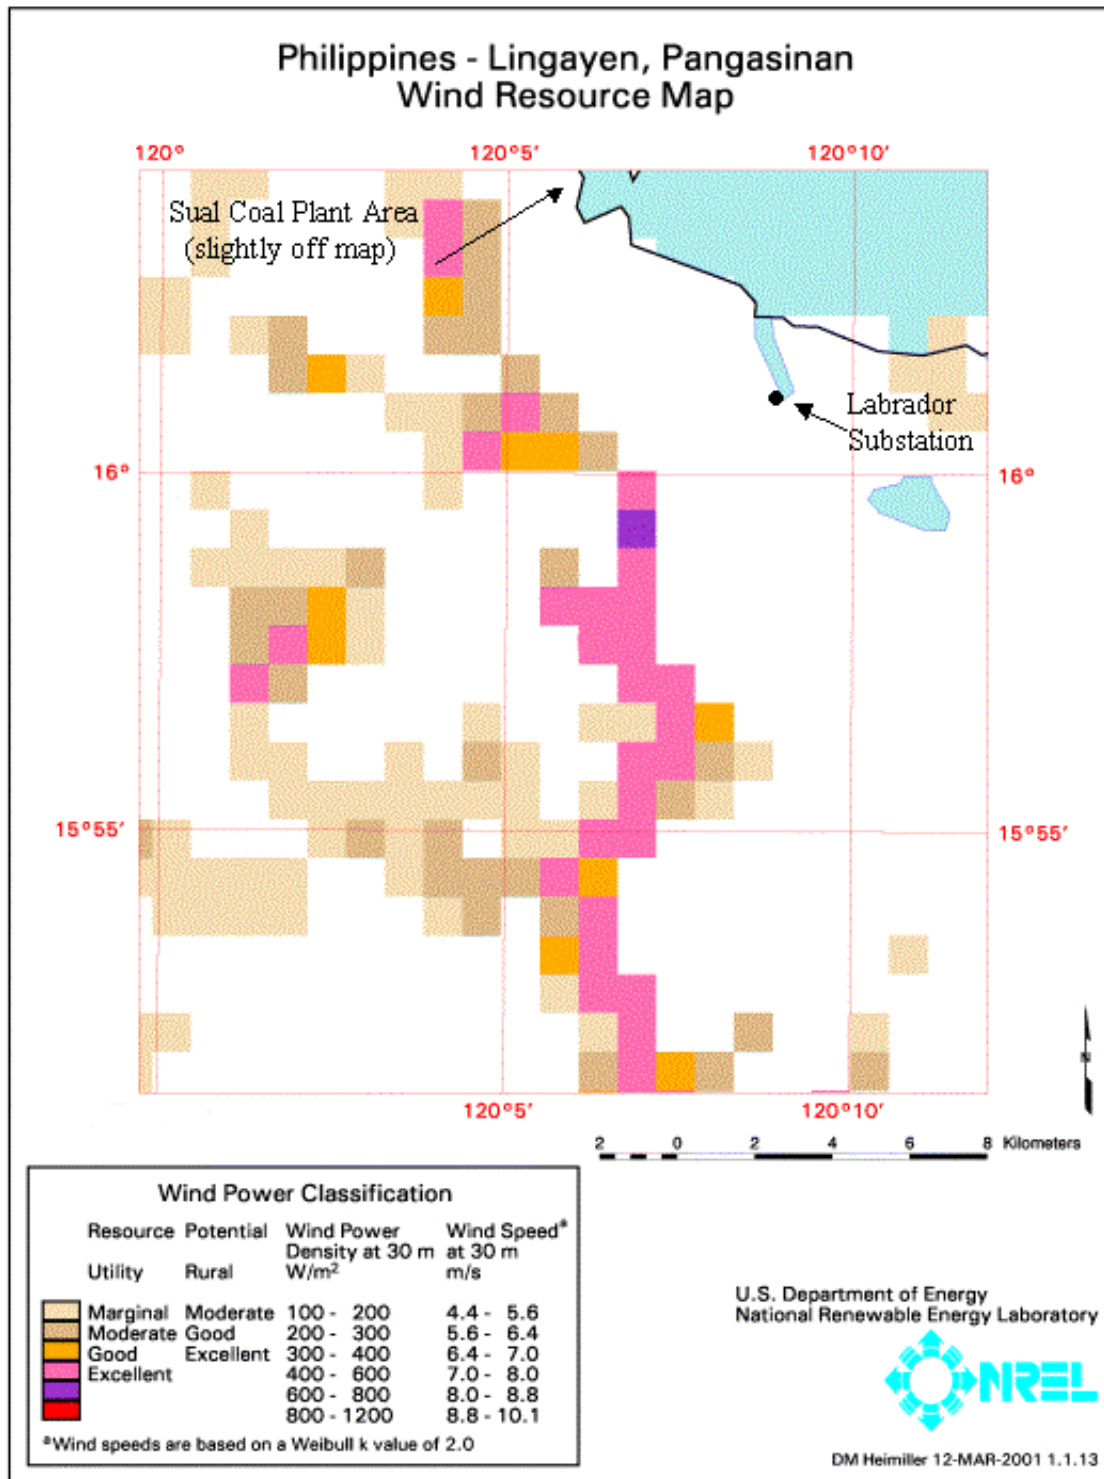 Philippines - Lingayen, Pangasinan
Wind Resource Map
120° 120°5′ 120°10′
Sual Coal Plant Area
(slightly off map)
Labrador
Substation
16° 16°
15°55′ 15°55′
120°5′ 120°10′
N
2 0 2 4 6 8 Kilometers
Wind Power Classification
Resource Potential Wind Power Wind Speedª
Density at 30 m at 30 m
Utility Rural W/m² m/s
Marginal Moderate 100 - 200 4.4 - 5.6
Moderate Good 200 - 300 5.6 - 6.4
Good Excellent 300 - 400 6.4 - 7.0
Excellent 400 - 600 7.0 - 8.0
600 - 800 8.0 - 8.8
800 - 1200 8.8 - 10.1
ªWind speeds are based on a Weibull k value of 2.0
U.S. Department of Energy
National Renewable Energy Laboratory
NREL
DM Heimiller 12-MAR-2001 1.1.13